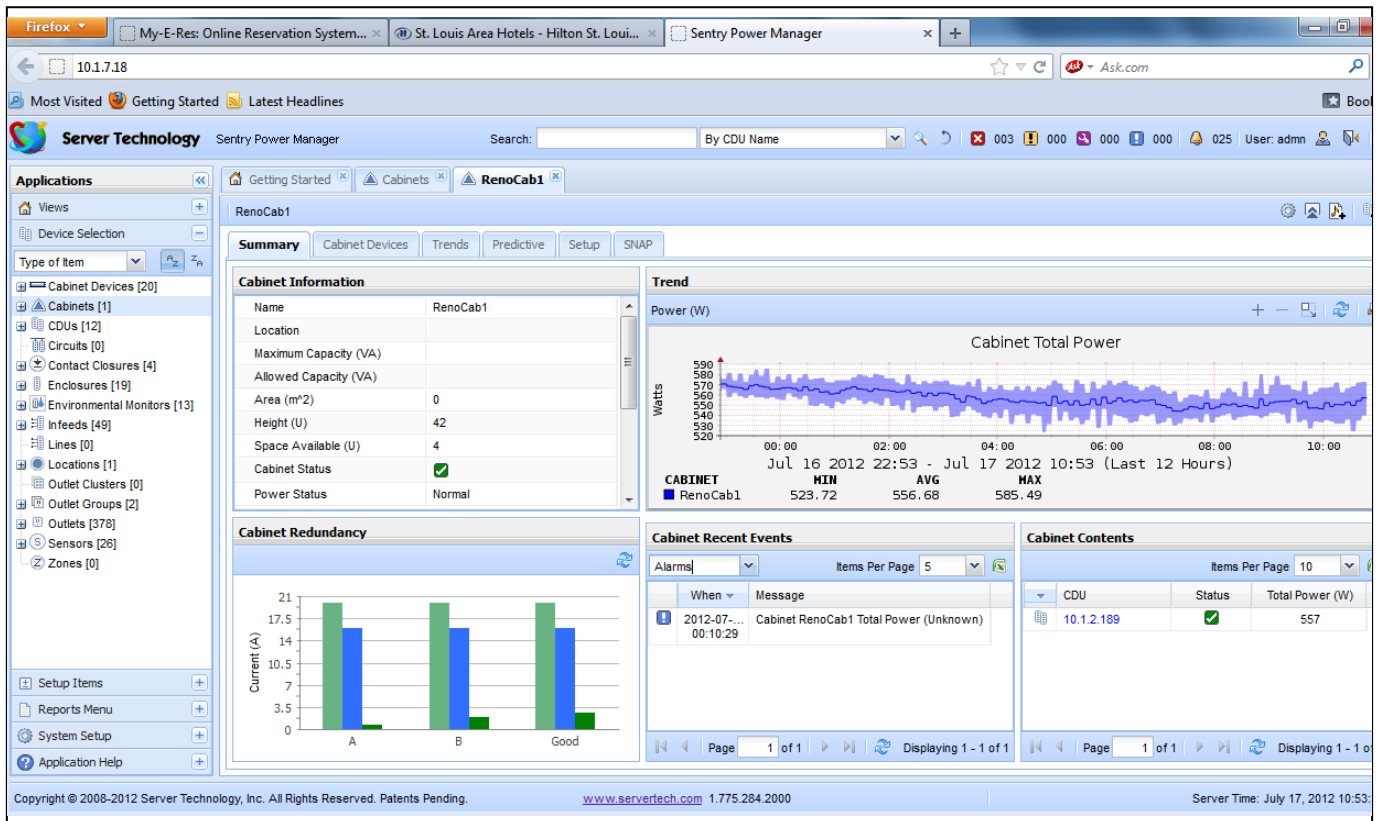 Firefox
My-E-Res: Online Reservation System...
St. Louis Area Hotels - Hilton St. Loui...
Sentry Power Manager
10.1.7.18
Ask.com
Most Visited
Getting Started
Latest Headlines
Boo
Server Technology
Sentry Power Manager
Search:
By CDU Name
003
000
000
000
025
User: admn
Applications
Views
Device Selection
Type of Item
Cabinet Devices [20]
Cabinets [1]
CDUs [12]
Circuits [0]
Contact Closures [4]
Enclosures [19]
Environmental Monitors [13]
Infeeds [49]
Lines [0]
Locations [1]
Outlet Clusters [0]
Outlet Groups [2]
Outlets [378]
Sensors [26]
Zones [0]
Setup Items
Reports Menu
System Setup
Application Help
Getting Started
Cabinets
RenoCab1
RenoCab1
Summary
Cabinet Devices
Trends
Predictive
Setup
SNAP
Cabinet Information
Name RenoCab1
Location
Maximum Capacity (VA)
Allowed Capacity (VA)
Area (m^2) 0
Height (U) 42
Space Available (U) 4
Cabinet Status
Power Status Normal
Trend
Power (W)
Cabinet Total Power
Watts
590
580
570
560
550
540
530
520
00:00 02:00 04:00 06:00 08:00 10:00
Jul 16 2012 22:53 - Jul 17 2012 10:53 (Last 12 Hours)
CABINET MIN AVG MAX
RenoCab1 523.72 556.68 585.49
Cabinet Redundancy
Current (A)
21
17.5
14
10.5
7
3.5
0
A B Good
Cabinet Recent Events
Alarms
Items Per Page 5
When Message
2012-07-... Cabinet RenoCab1 Total Power (Unknown)
00:10:29
Page 1 of 1
Displaying 1 - 1 of 1
Cabinet Contents
Items Per Page 10
CDU Status Total Power (W)
10.1.2.189 557
Page 1 of 1
Displaying 1 - 1 o
Copyright © 2008-2012 Server Technology, Inc. All Rights Reserved. Patents Pending.
www.servertech.com 1.775.284.2000
Server Time: July 17, 2012 10:53: